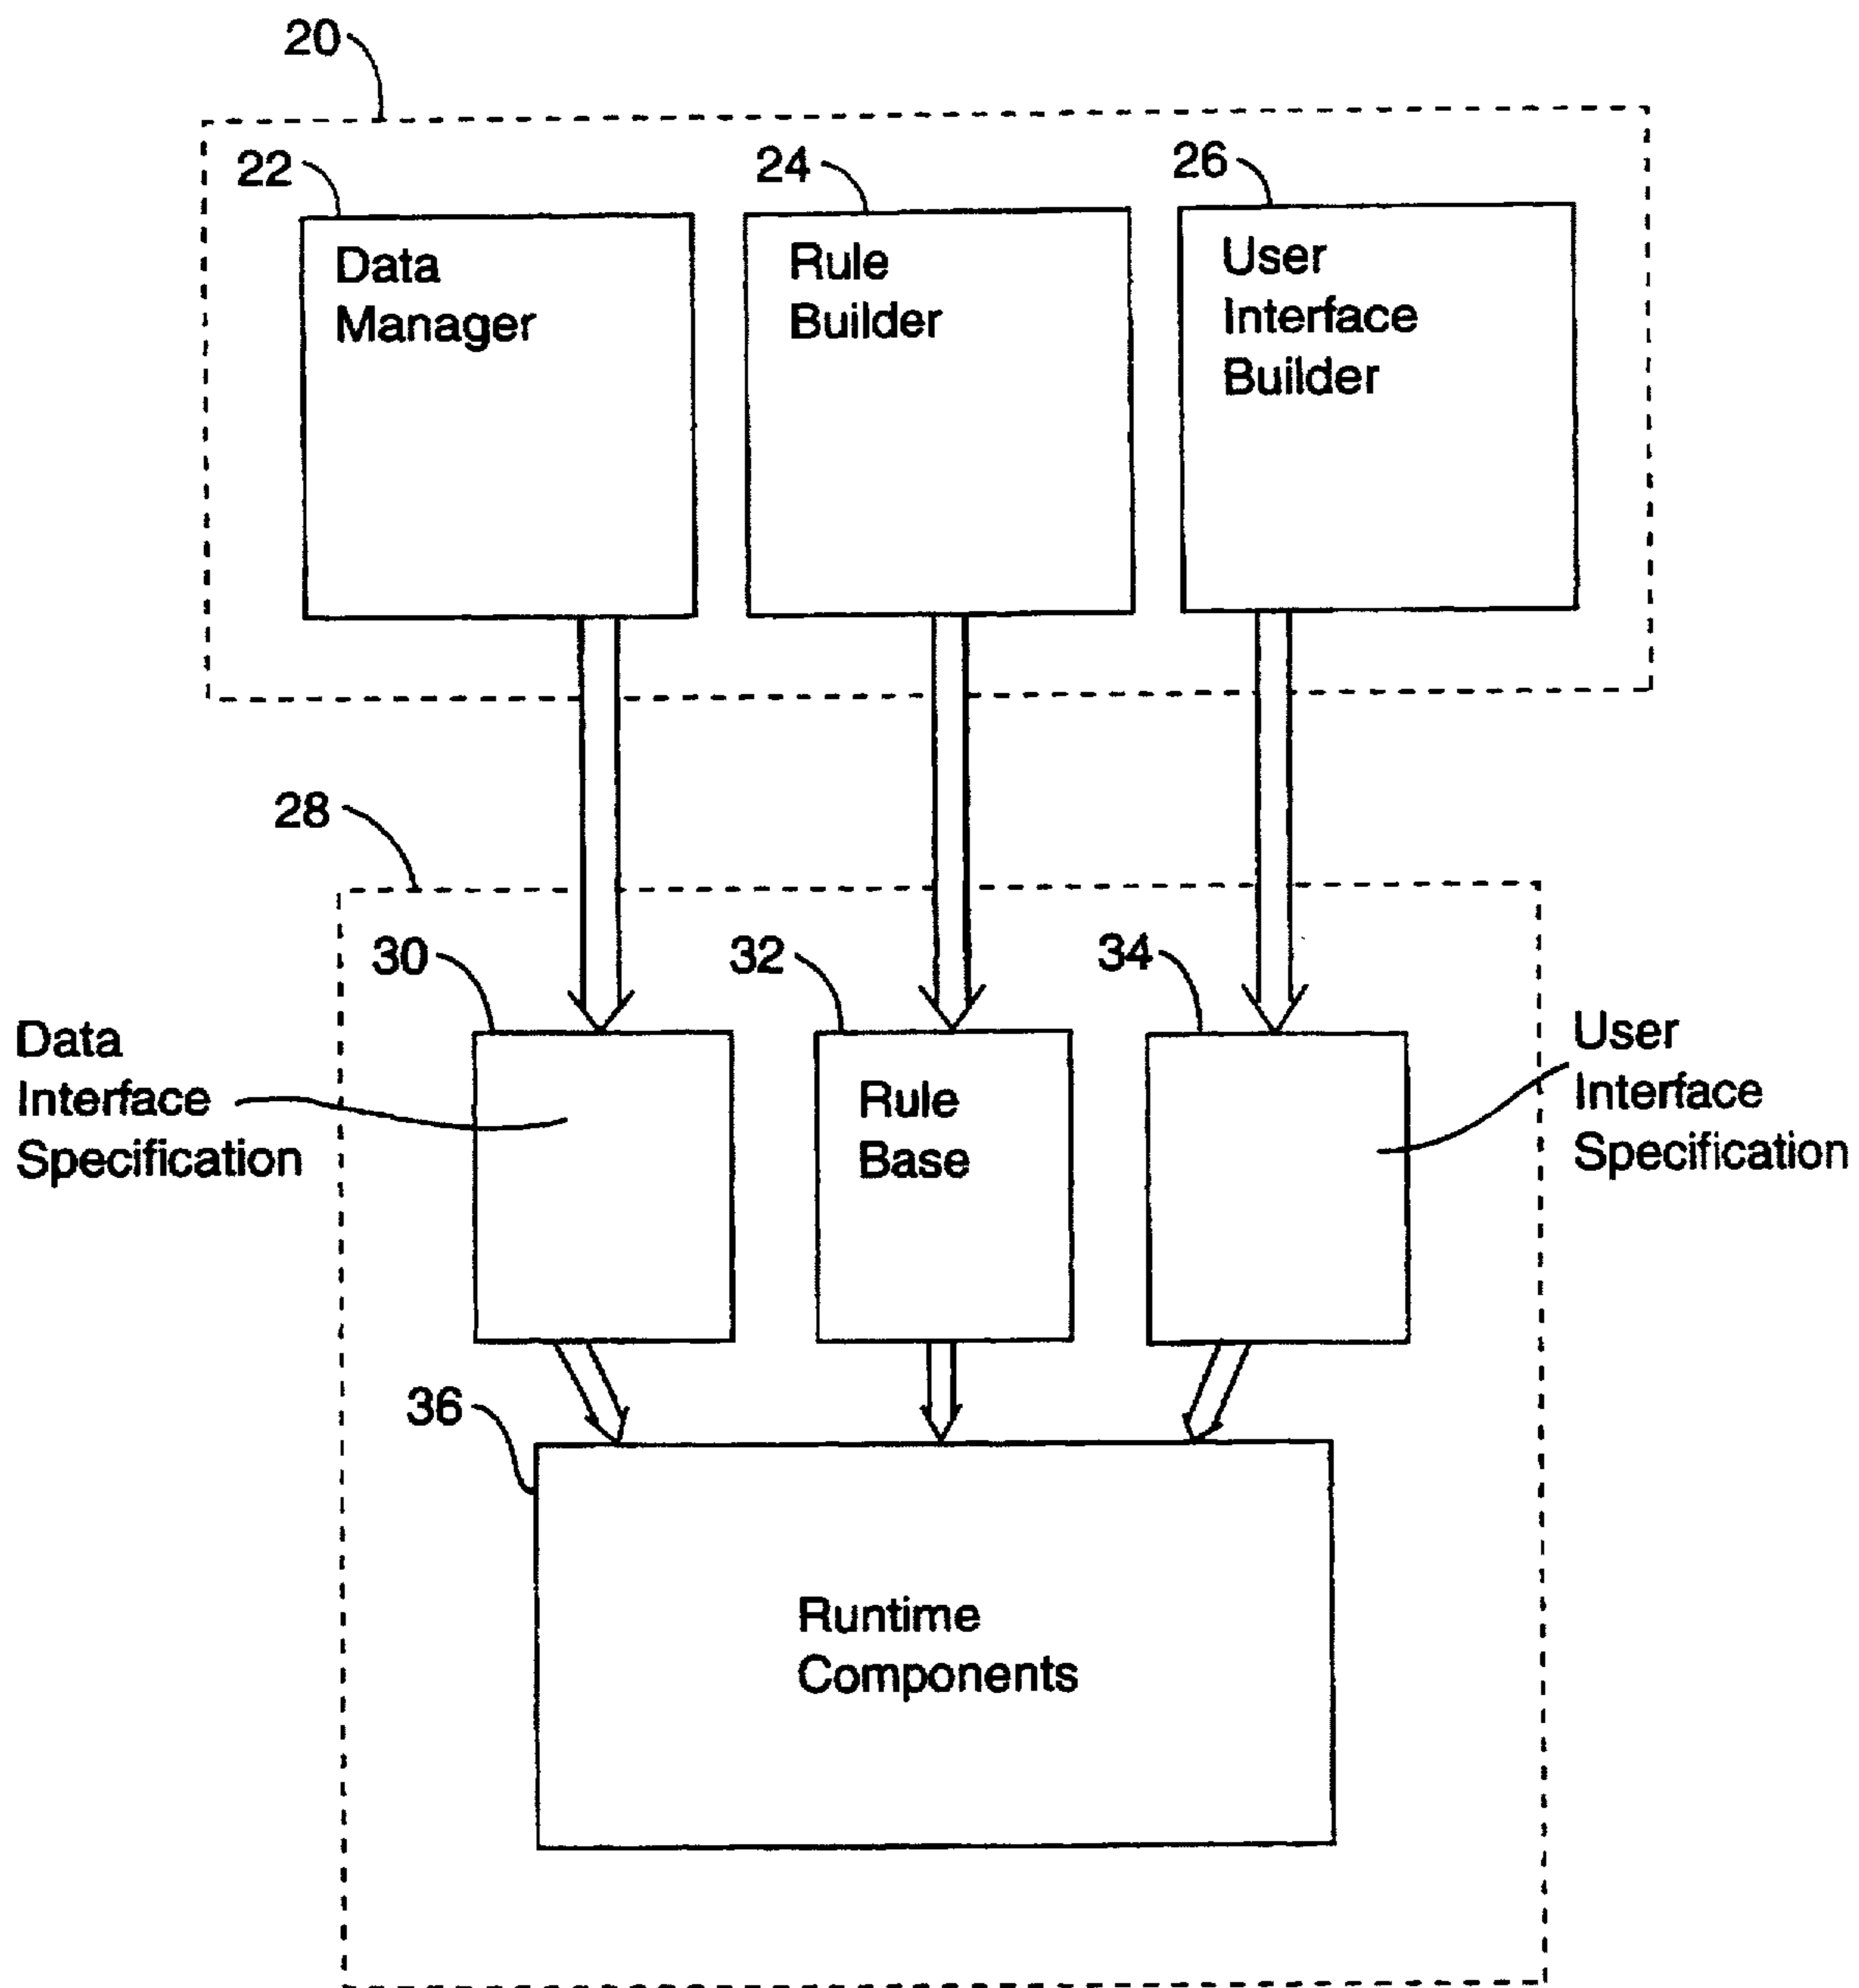 20
22
24
26
Data
Manager
Rule
Builder
User
Interface
Builder
28
30
32
34
Data
Interface
Specification
Rule
Base
User
Interface
Specification
36
Runtime
Components